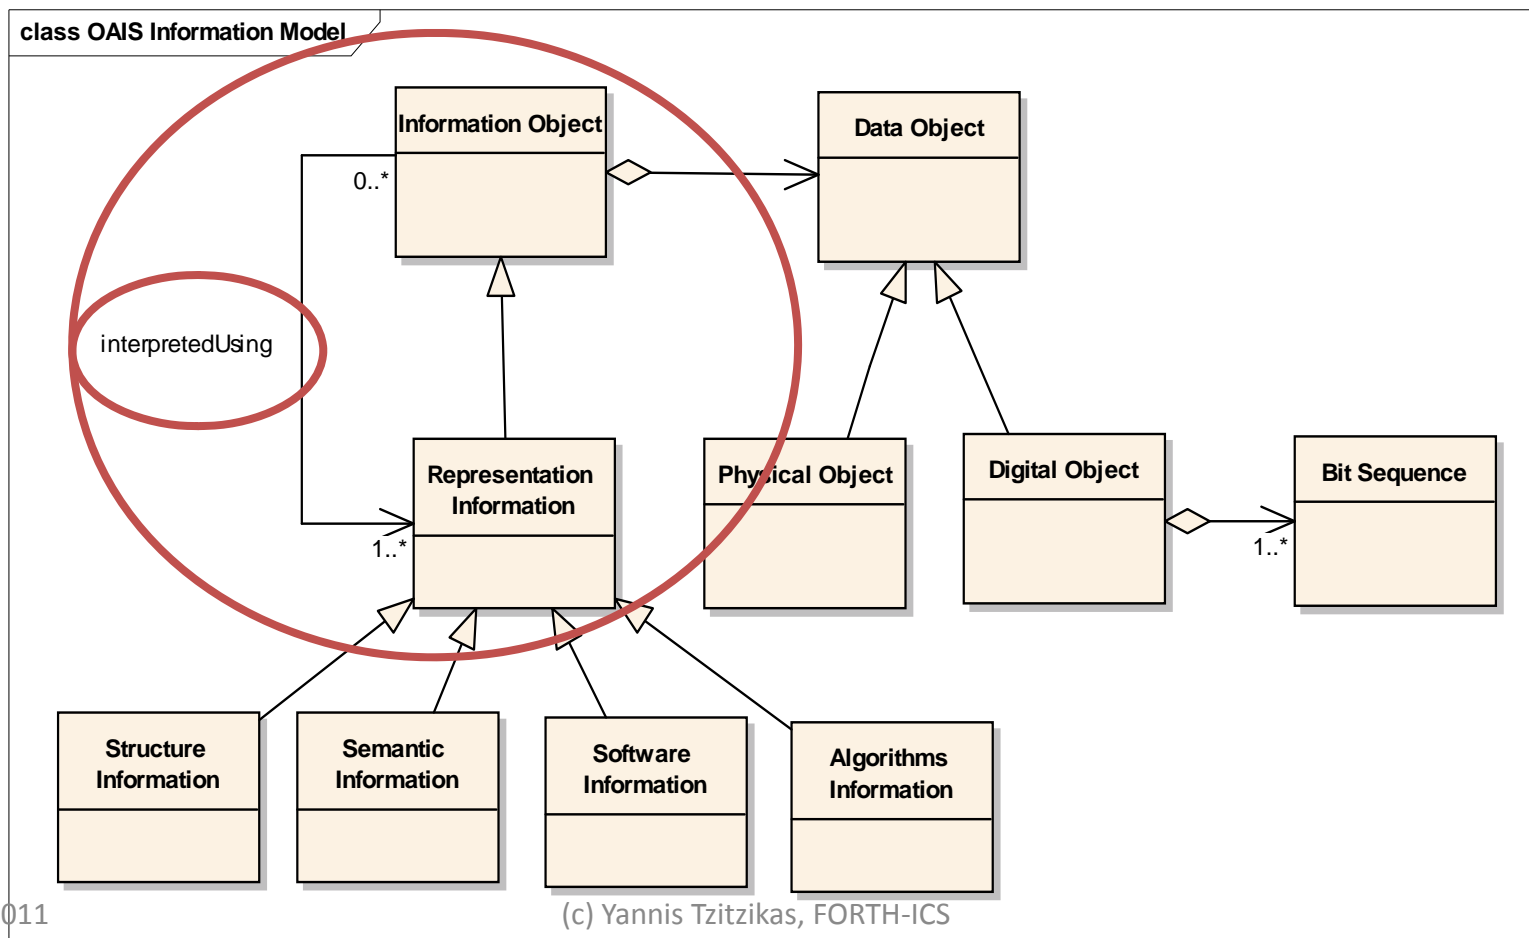 class OAIS Information Model
Information Object
Data Object
0..*
interpretedUsing
Representation
Information
1..*
Physical Object
Digital Object
Bit Sequence
1..*
Structure
Information
Semantic
Information
Software
Information
Algorithms
Information
011
(c) Yannis Tzitzikas, FORTH-ICS